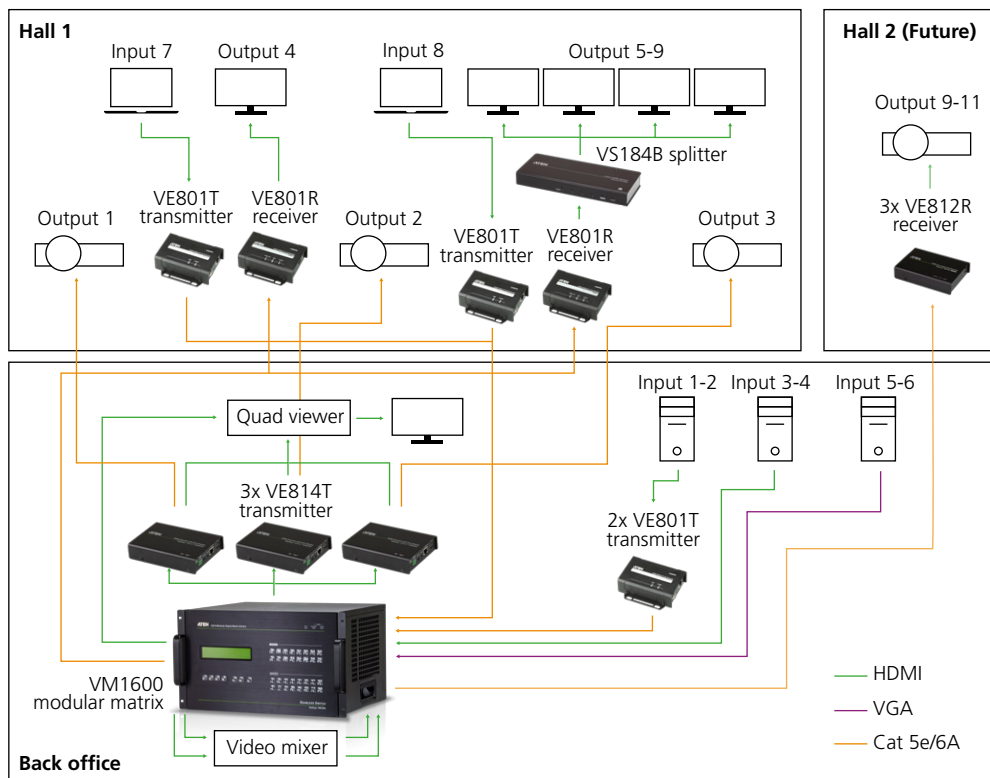 Hall 1
Hall 2 (Future)
Input 7
Output 4
Input 8
Output 5-9
Output 9-11
VS184B splitter
VE801T
transmitter
VE801R
receiver
Output 1
Output 2
VE801T
transmitter
VE801R
receiver
Output 3
3x VE812R
receiver
Input 1-2
Input 3-4
Input 5-6
Quad viewer
3x VE814T
transmitter
2x VE801T
transmitter
ATEN
VM1600
modular matrix
Video mixer
HDMI
VGA
Cat 5e/6A
Back office